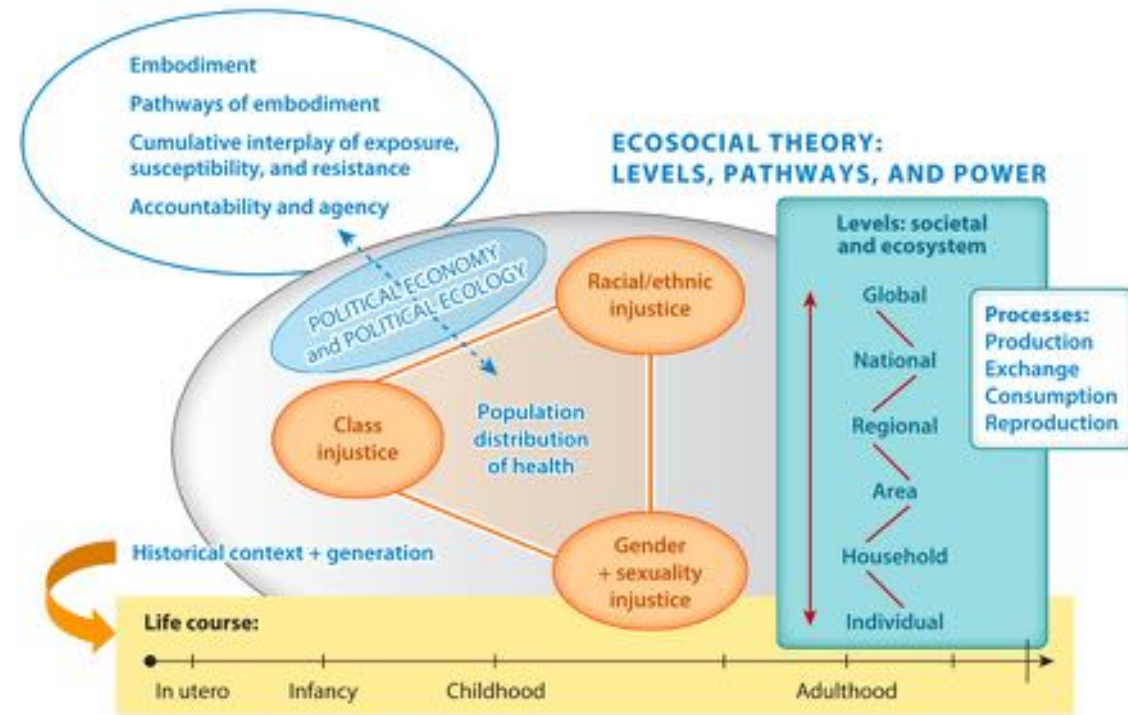 Embodiment
Pathways of embodiment
Cumulative interplay of exposure,
susceptibility, and resistance
Accountability and agency
ECOSOCIAL THEORY:
LEVELS, PATHWAYS, AND POWER
POLITICAL ECONOMY
and POLITICAL ECOLOGY
Racial/ethnic
injustice
Class
injustice
Population
distribution
of health
Gender
+ sexuality
injustice
Levels: societal
and ecosystem
Global
National
Regional
Area
Household
Individual
Processes:
Production
Exchange
Consumption
Reproduction
Historical context + generation
Life course:
In utero
Infancy
Childhood
Adulthood